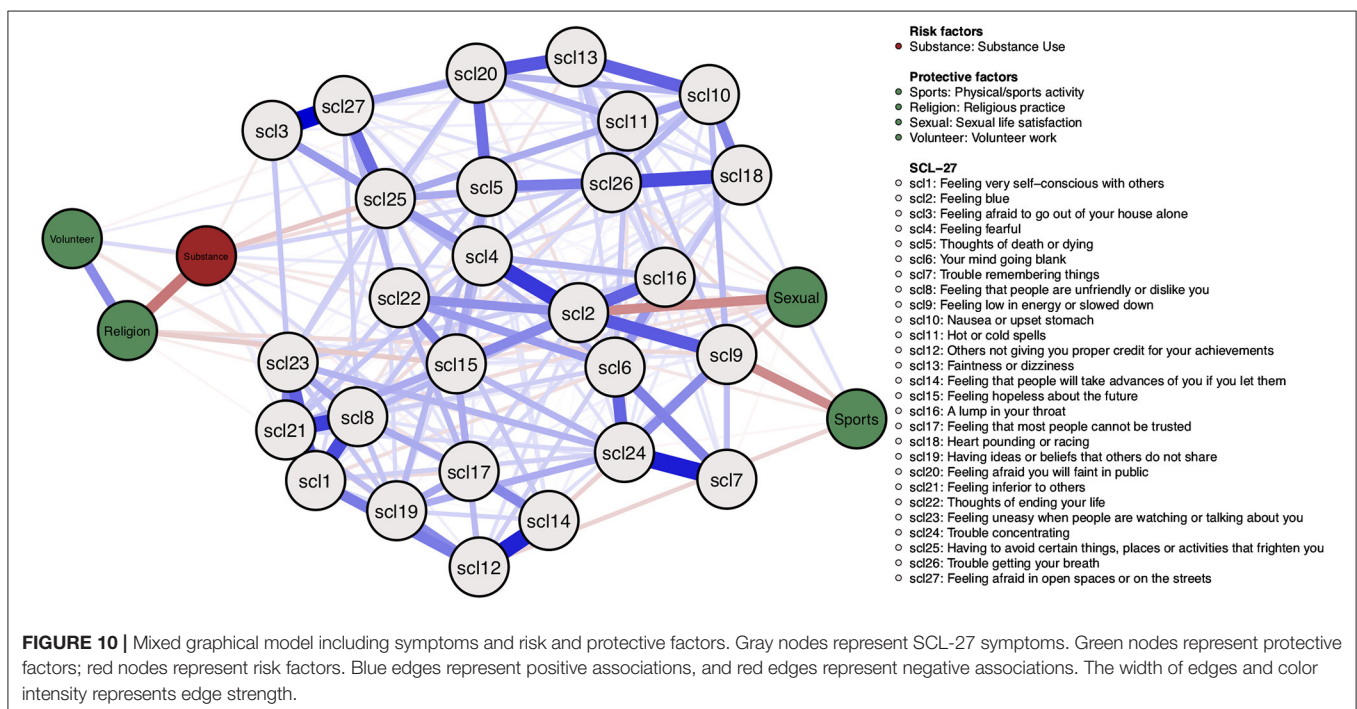 scl13
scl20
scl10
scl27
scl11
scl3
scl18
scl26
scl5
scl25
Volunteer
Substance
scl4
scl16
scl22
Sexual
scl2
Religion
scl9
scl23
scl15
scl6
scl8
Sports
scl21
scl24
scl17
scl7
scl1
scl19
scl14
scl12
Risk factors
Substance: Substance Use
Protective factors
Sports: Physical/sports activity
Religion: Religious practice
Sexual: Sexual life satisfaction
Volunteer: Volunteer work
SCL−27
scl1: Feeling very self−conscious with others
scl2: Feeling blue
scl3: Feeling afraid to go out of your house alone
scl4: Feeling fearful
scl5: Thoughts of death or dying
scl6: Your mind going blank
scl7: Trouble remembering things
scl8: Feeling that people are unfriendly or dislike you
scl9: Feeling low in energy or slowed down
scl10: Nausea or upset stomach
scl11: Hot or cold spells
scl12: Others not giving you proper credit for your achievements
scl13: Faintness or dizziness
scl14: Feeling that people will take advances of you if you let them
scl15: Feeling hopeless about the future
scl16: A lump in your throat
scl17: Feeling that most people cannot be trusted
scl18: Heart pounding or racing
scl19: Having ideas or beliefs that others do not share
scl20: Feeling afraid you will faint in public
scl21: Feeling inferior to others
scl22: Thoughts of ending your life
scl23: Feeling uneasy when people are watching or talking about you
scl24: Trouble concentrating
scl25: Having to avoid certain things, places or activities that frighten you
scl26: Trouble getting your breath
scl27: Feeling afraid in open spaces or on the streets
FIGURE 10 | Mixed graphical model including symptoms and risk and protective factors. Gray nodes represent SCL-27 symptoms. Green nodes represent protective
factors; red nodes represent risk factors. Blue edges represent positive associations, and red edges represent negative associations. The width of edges and color
intensity represents edge strength.